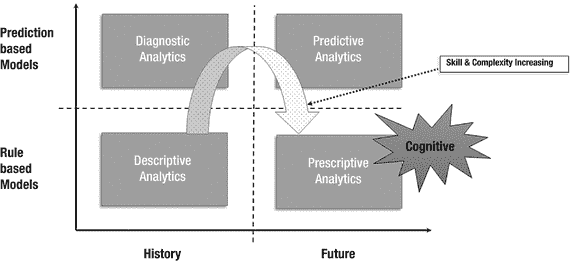 Prediction
based
Models
Diagnostic
Analytics
Predictive
Analytics
Skill & Complexity Increasing
Rule
based
Models
Descriptive
Analytics
Prescriptive
Analytics
Cognitive
History
Future